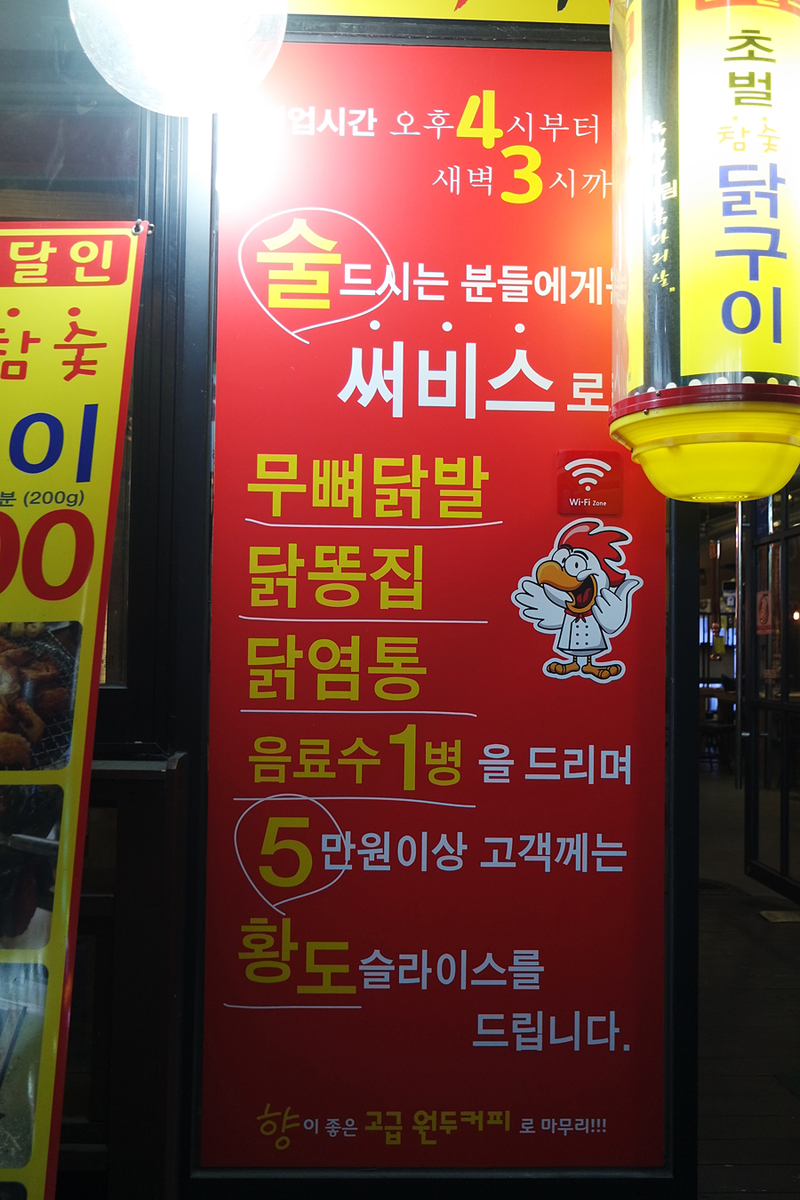 업시간 오후4시부터
새벽3시까
술드시는 분들에게
써비스로
무뼈닭발
닭똥집
닭염통
음료수1병을 드리며
5만원이상 고객께는
황도슬라이스를
드립니다.
향이 좋은 고급 원두커피로 마무리!!!
Wi-Fi Zone
초벌
참숯
닭구이
달인
참숯
이
분 (200g)
00